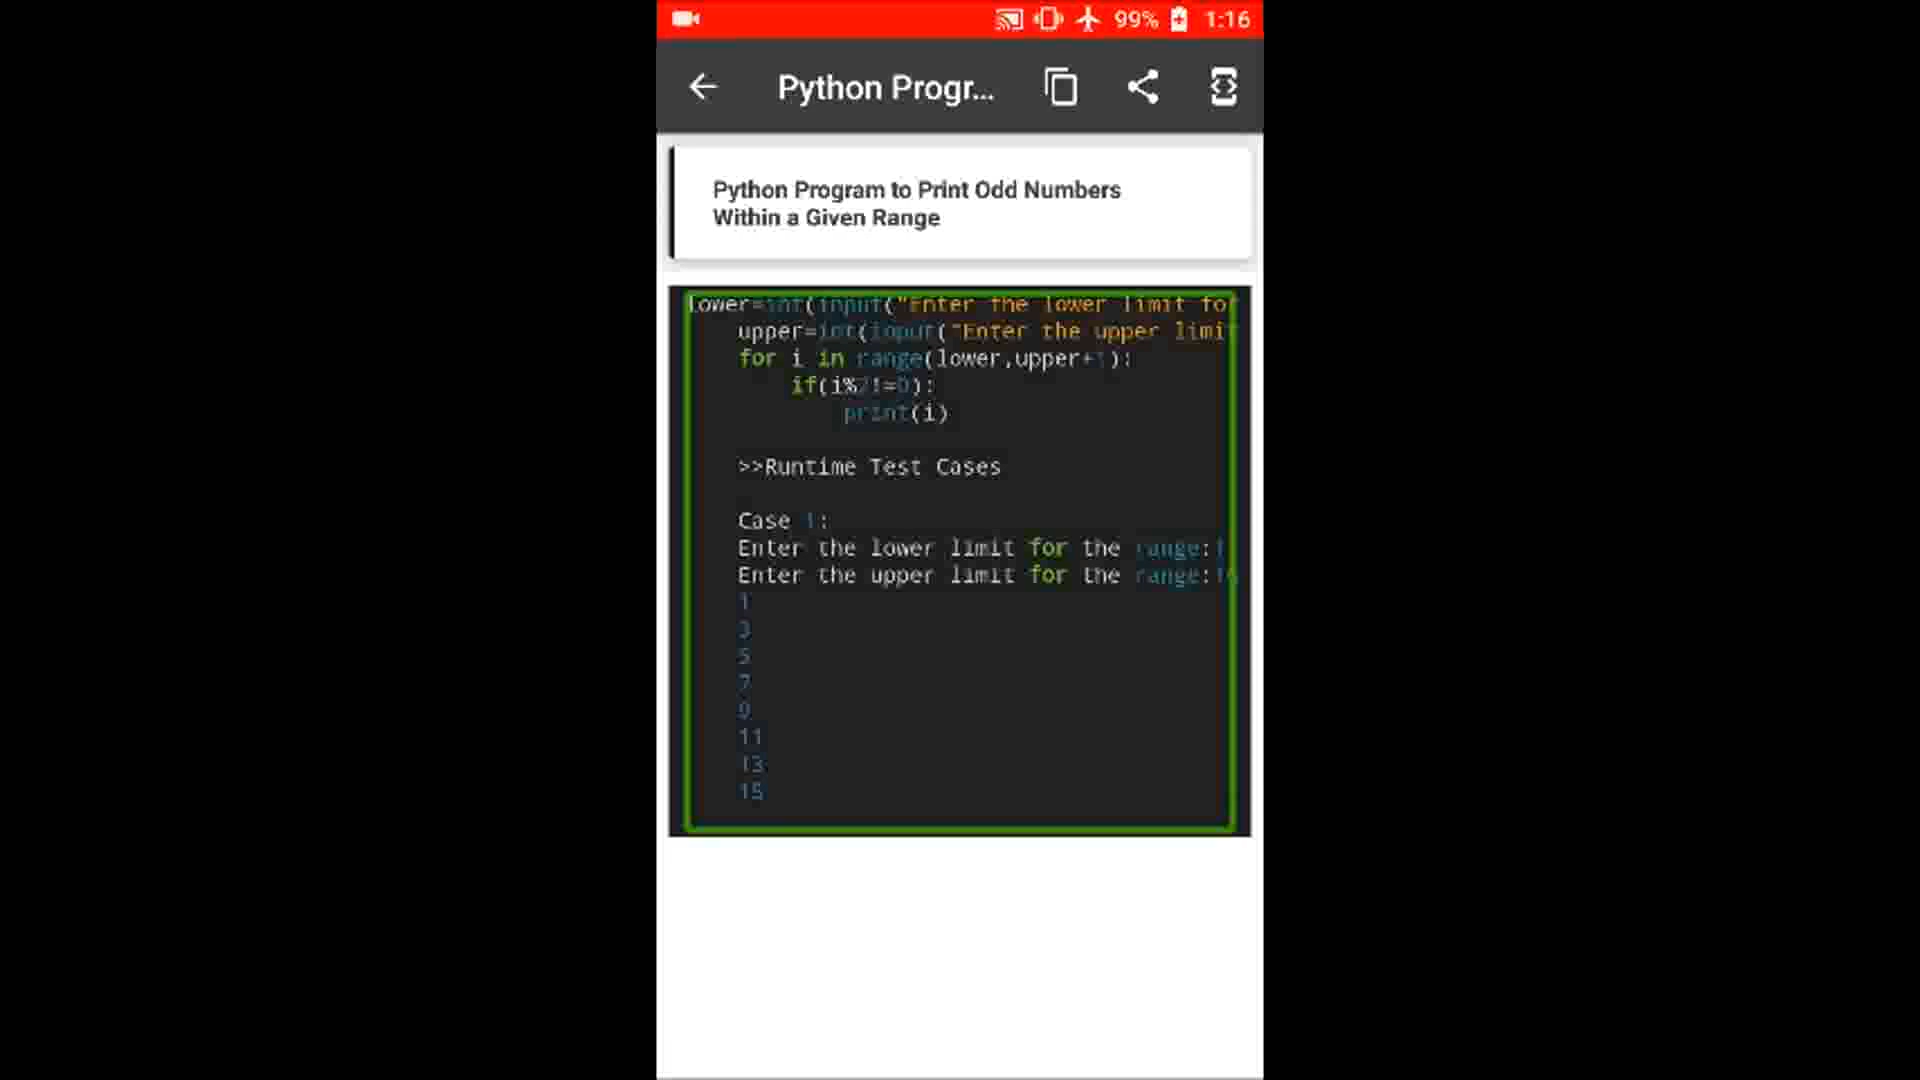 99% 1:16
Python Progr...
Python Program to Print Odd Numbers
Within a Given Range
lower=int(input("Enter the lower limit for
upper=int(input("Enter the upper limit
for i in range(lower,upper+1):
if(i%2!=0):
print(i)
>>Runtime Test Cases
Case 1:
Enter the lower limit for the range:1
Enter the upper limit for the range:16
1
3
5
7
9
11
13
15